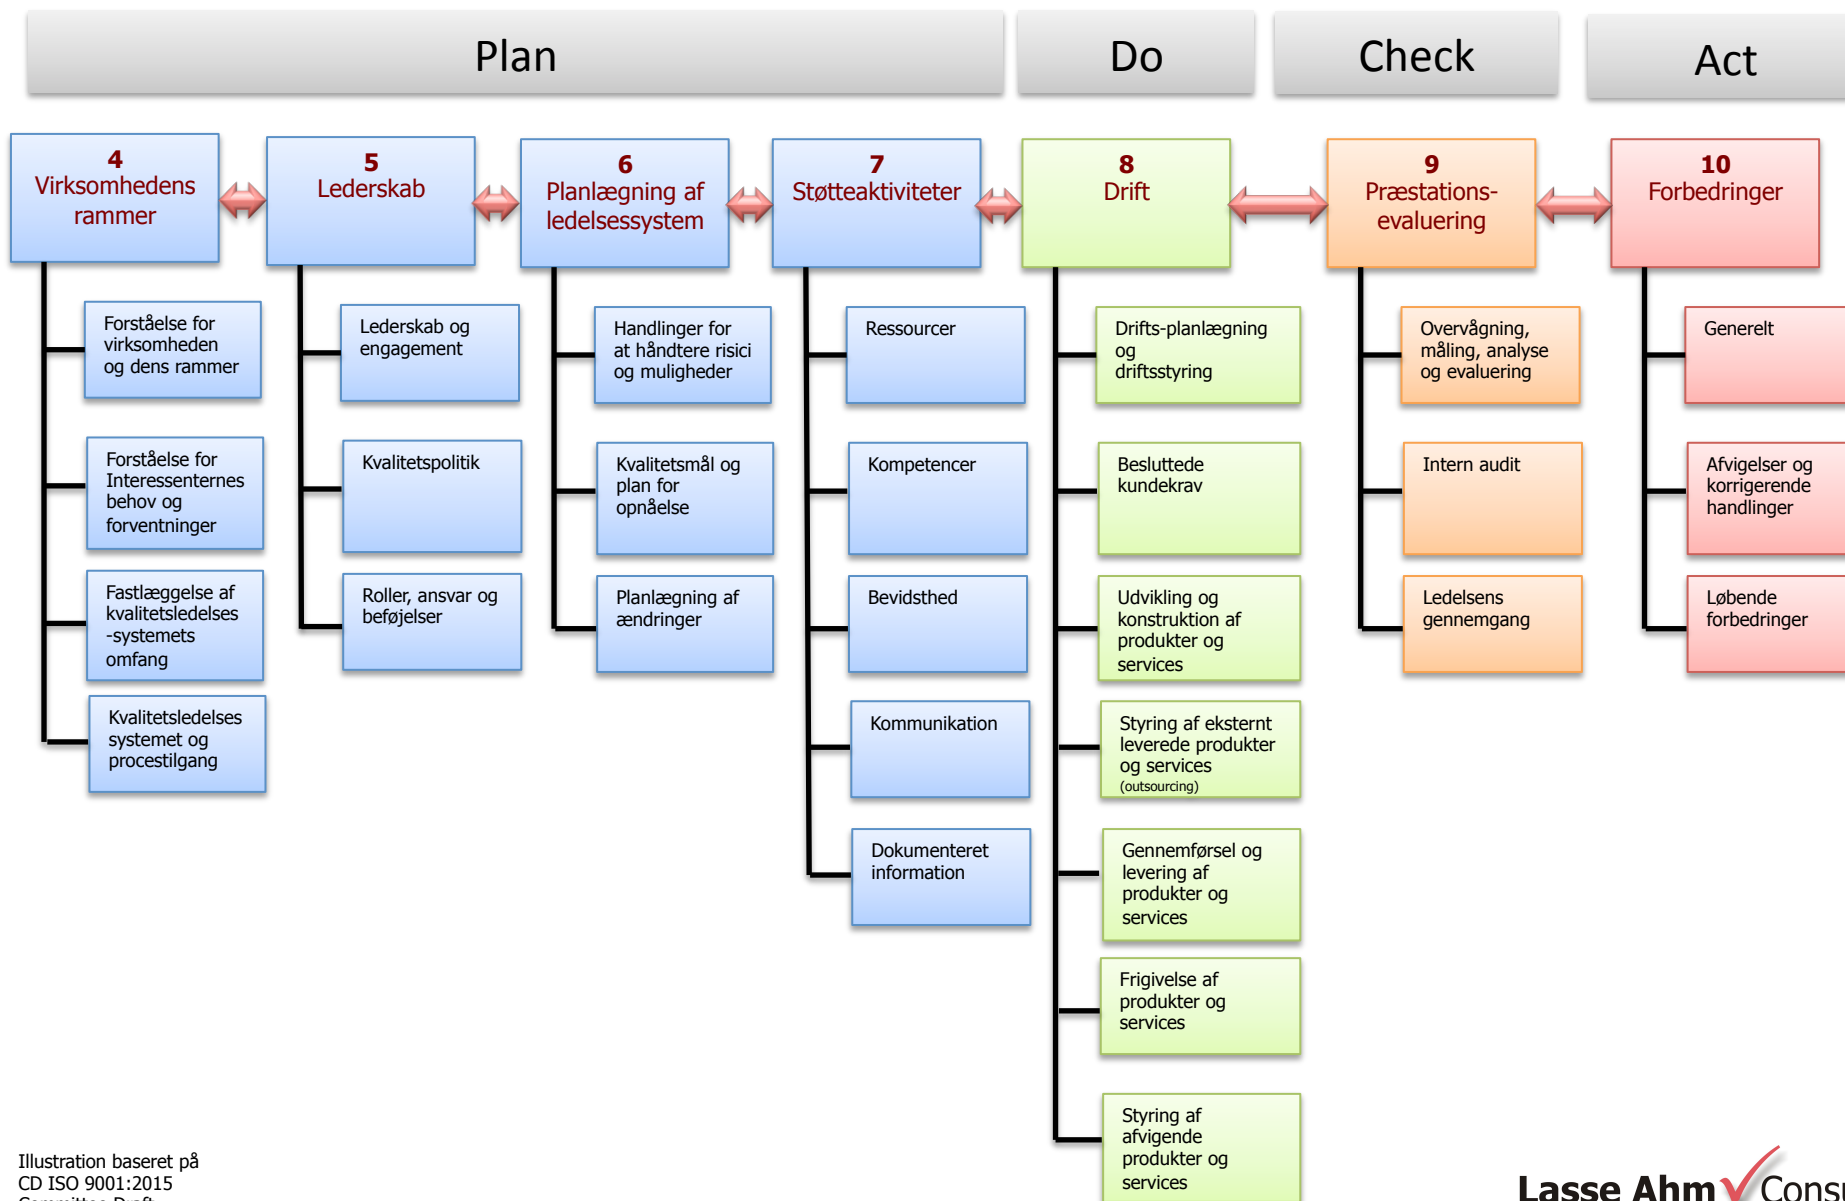 Plan
Do
Check
Act
4
Virksomhedens
rammer
5
Lederskab
6
Planlægning af
ledelsessystem
7
Støtteaktiviteter
8
Drift
9
Præstations-
evaluering
10
Forbedringer
Forståelse for
virksomheden
og dens rammer
Forståelse for
Interessenternes
behov og
forventninger
Fastlæggelse af
kvalitetsledelses
-systemets
omfang
Kvalitetsledelses
systemet og
procestilgang
Lederskab og
engagement
Kvalitetspolitik
Roller, ansvar og
beføjelser
Handlinger for
at håndtere risici
og muligheder
Kvalitetsmål og
plan for
opnåelse
Planlægning af
ændringer
Ressourcer
Kompetencer
Bevidsthed
Kommunikation
Dokumenteret
information
Drifts-planlægning
og
driftsstyring
Besluttede
kundekrav
Udvikling og
konstruktion af
produkter og
services
Styring af eksternt
leverede produkter
og services
(outsourcing)
Gennemførsel og
levering af
produkter og
services
Frigivelse af
produkter og
services
Styring af
afvigende
produkter og
services
Overvågning,
måling, analyse
og evaluering
Intern audit
Ledelsens
gennemgang
Generelt
Afvigelser og
korrigerende
handlinger
Løbende
forbedringer
Illustration baseret på
CD ISO 9001:2015
Committee Draft
Lasse Ahm